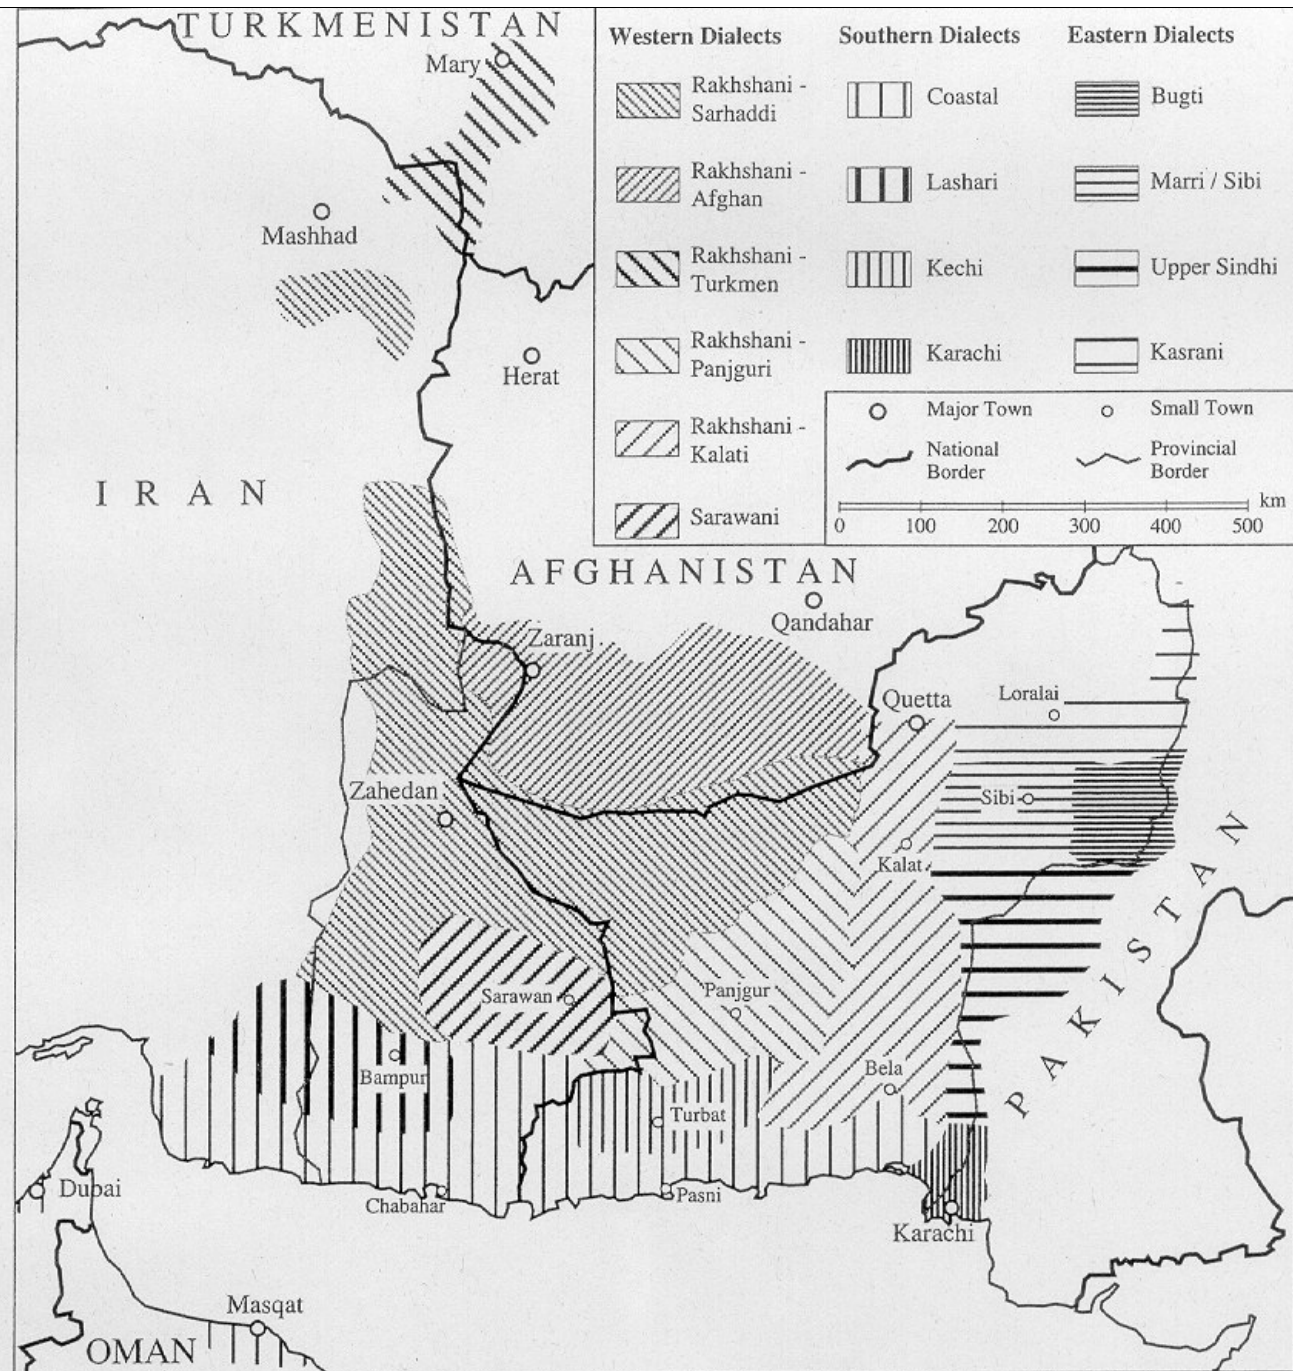 TURKMENISTAN
Mary
Mashhad
Herat
IRAN
AFGHANISTAN
Qandahar
Zaranj
Quetta
Loralai
Zahedan
Sibi
Kalat
PAKISTAN
Sarawan
Panjgur
Bampur
Bela
Turbat
Dubai
Chabahar
Pasni
Karachi
Masqat
OMAN
Western Dialects
Rakhshani -
Sarhaddi
Rakhshani -
Afghan
Rakhshani -
Turkmen
Rakhshani -
Panjguri
Rakhshani -
Kalati
Sarawani
Southern Dialects
Coastal
Lashari
Kechi
Karachi
Eastern Dialects
Bugti
Marri / Sibi
Upper Sindhi
Kasrani
Major Town
Small Town
National
Border
Provincial
Border
km
0 100 200 300 400 500